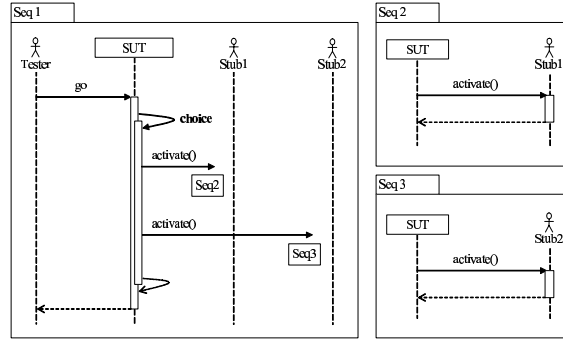 Seq 1
Tester
SUT
Stub1
Stub2
go
choice
activate()
Seq2
activate()
Seq3
Seq 2
SUT
Stub1
activate()
Seq 3
SUT
Stub2
activate()